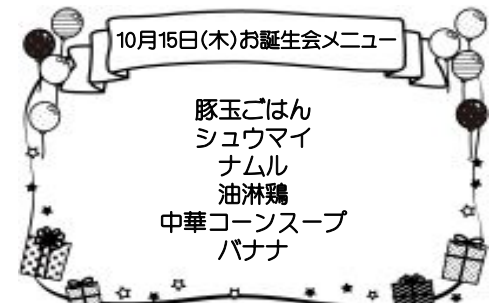 10月15日(木)お誕生会メニュー
豚玉ごはん
シュウマイ
ナムル
油淋鶏
中華コーンスープ
バナナ